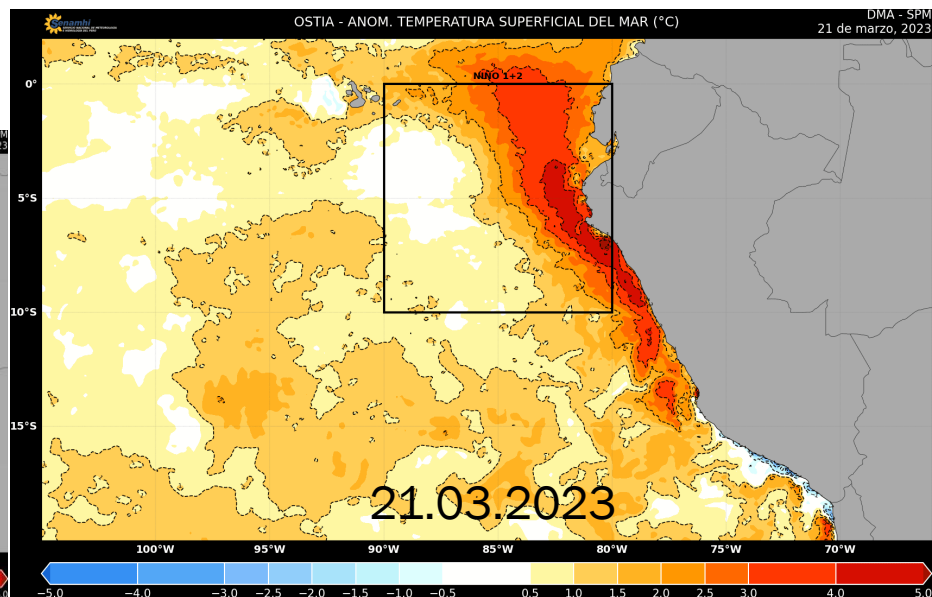 Senamhi
OSTIA - ANOM. TEMPERATURA SUPERFICIAL DEL MAR (°C)
DMA - SPM
21 de marzo, 2023
M
23
NIÑO 1+2
0°
5°S
10°S
15°S
21.03.2023
100°W 95°W 90°W 85°W 80°W 75°W 70°W
0
−5.0 −4.0 −3.0 −2.5 −2.0 −1.5 −1.0 −0.5 0.5 1.0 1.5 2.0 2.5 3.0 4.0 5.0